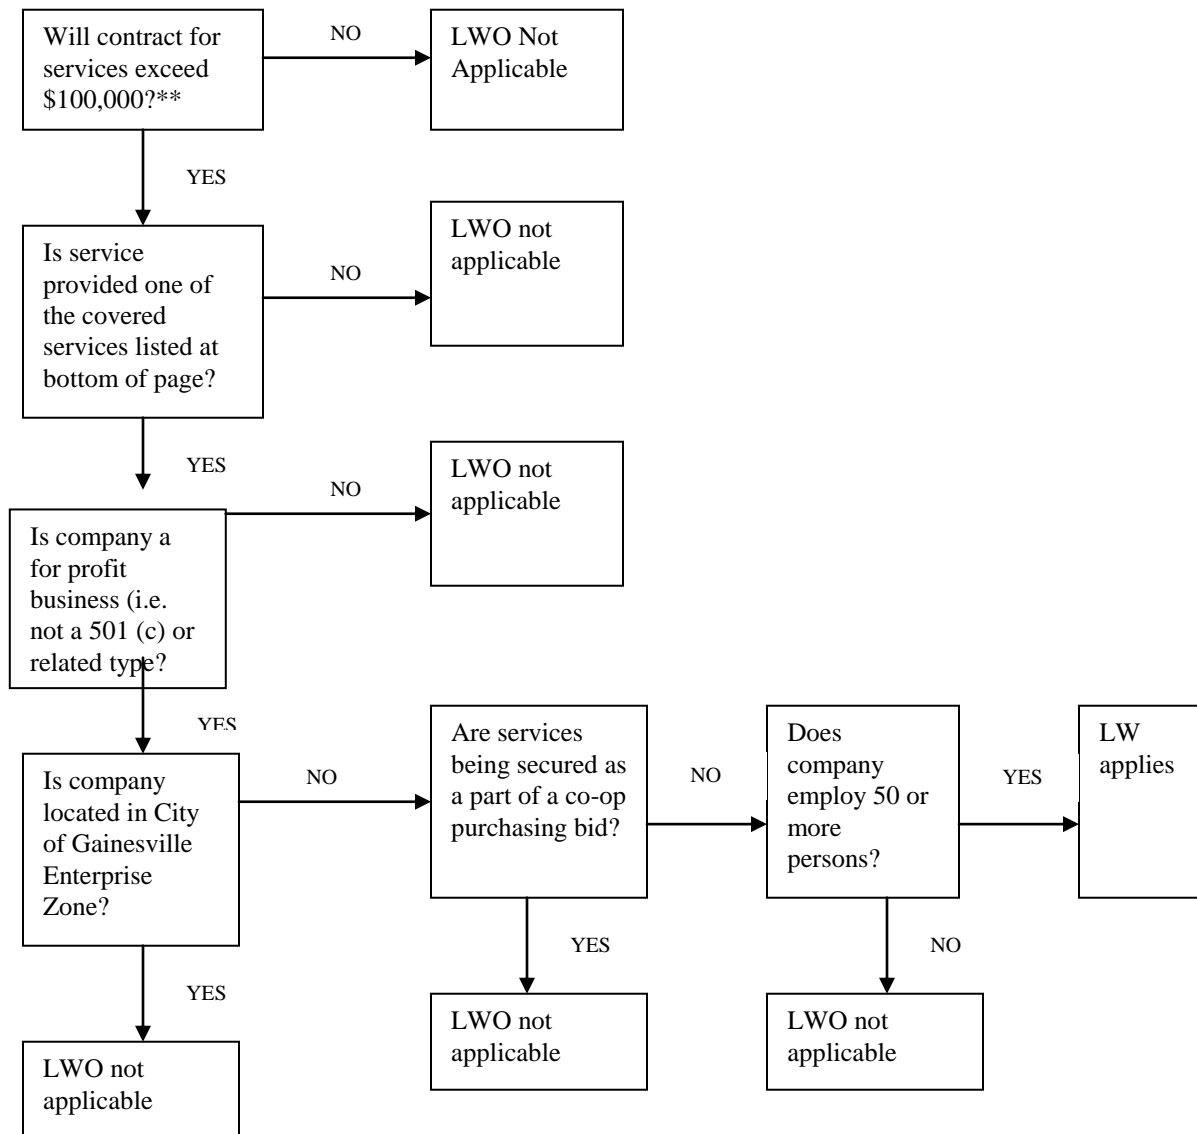 Will contract for
services exceed
$100,000?**
NO
LWO Not
Applicable
YES
Is service
provided one of
the covered
services listed at
bottom of page?
NO
LWO not
applicable
YES
Is company a
for profit
business (i.e.
not a 501 (c) or
related type?
NO
LWO not
applicable
YES
Is company
located in City
of Gainesville
Enterprise
Zone?
NO
Are services
being secured as
a part of a co-op
purchasing bid?
NO
Does
company
employ 50 or
more
persons?
YES
LW
applies
YES
LWO not
applicable
YES
LWO not
applicable
NO
LWO not
applicable